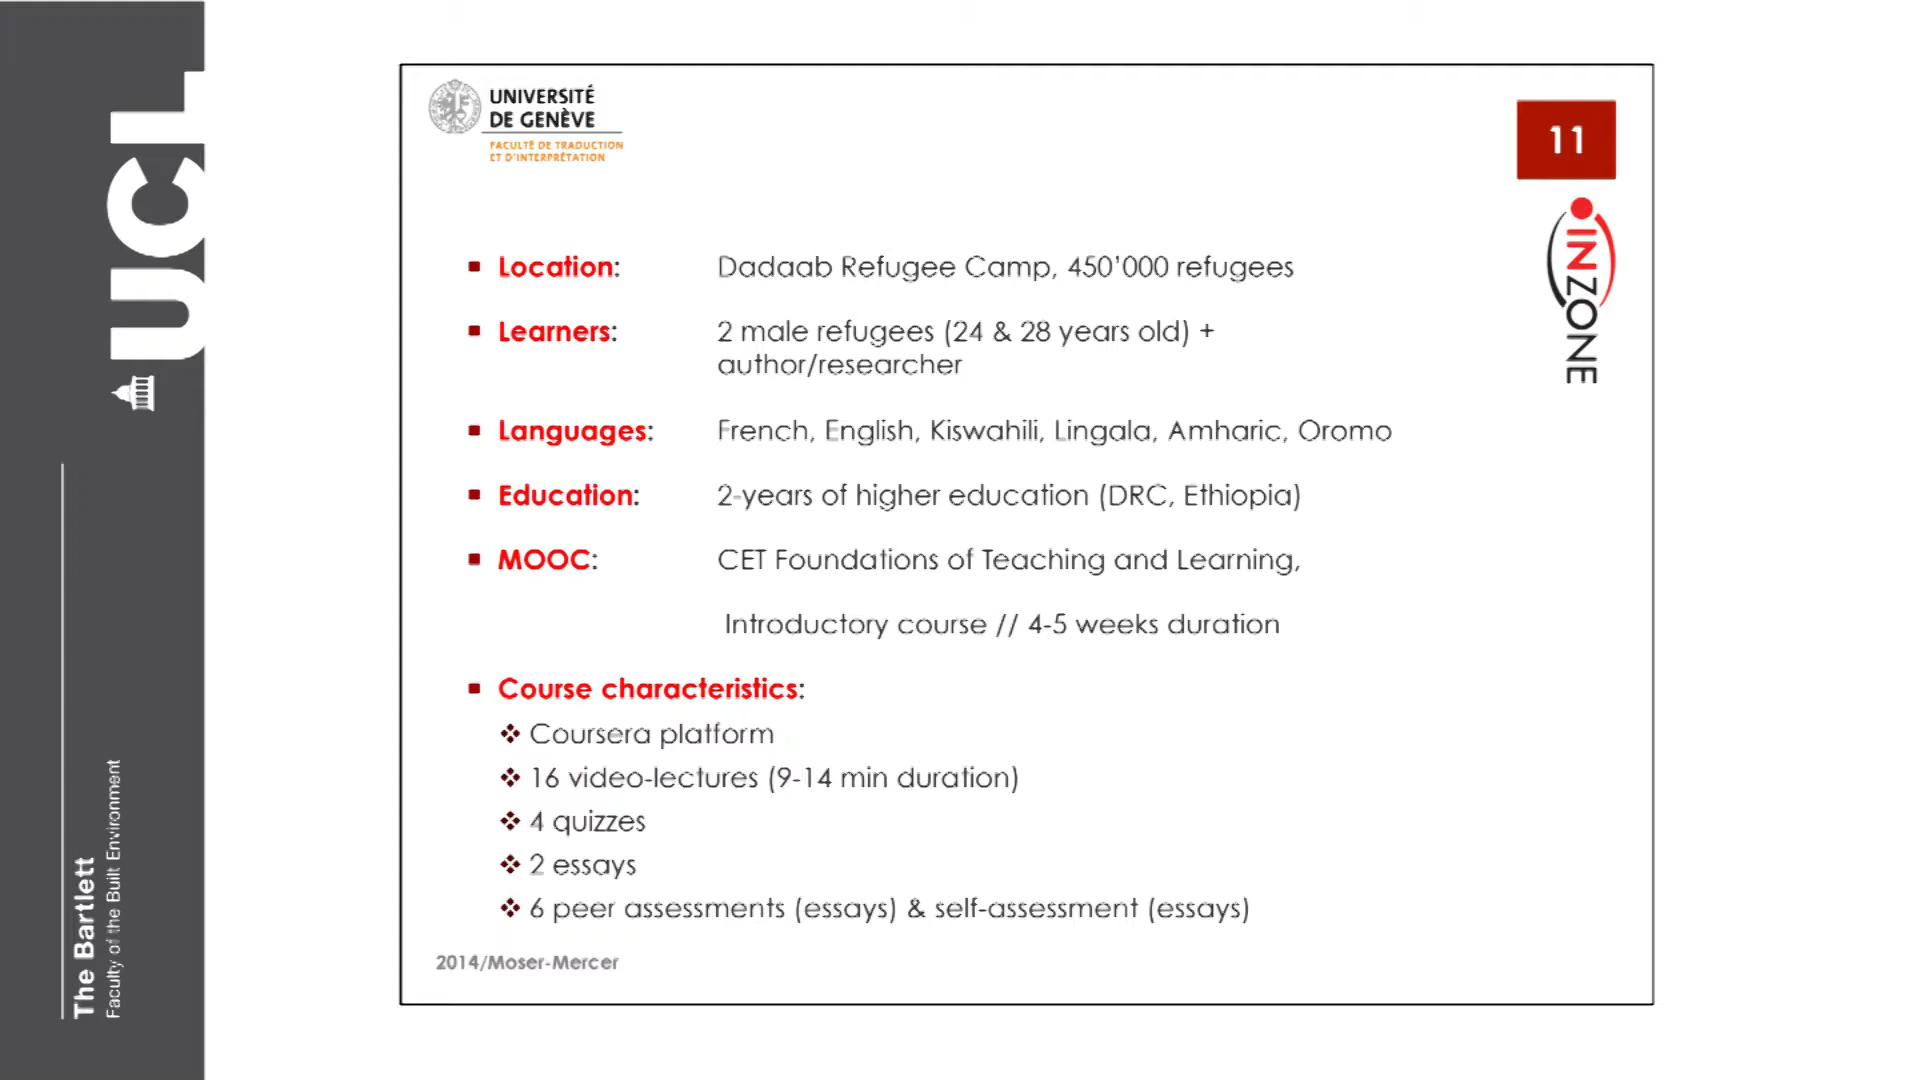 UCL
The Bartlett
Faculty of the Built Environment
UNIVERSITÉ
DE GENÈVE
FACULTÉ DE TRADUCTION
ET D'INTERPRÉTATION
11
INZONE
Location: Dadaab Refugee Camp, 450'000 refugees
Learners: 2 male refugees (24 & 28 years old) +
author/researcher
Languages: French, English, Kiswahili, Lingala, Amharic, Oromo
Education: 2-years of higher education (DRC, Ethiopia)
MOOC: CET Foundations of Teaching and Learning,
Introductory course // 4-5 weeks duration
Course characteristics:
Coursera platform
16 video-lectures (9-14 min duration)
4 quizzes
2 essays
6 peer assessments (essays) & self-assessment (essays)
2014/Moser-Mercer